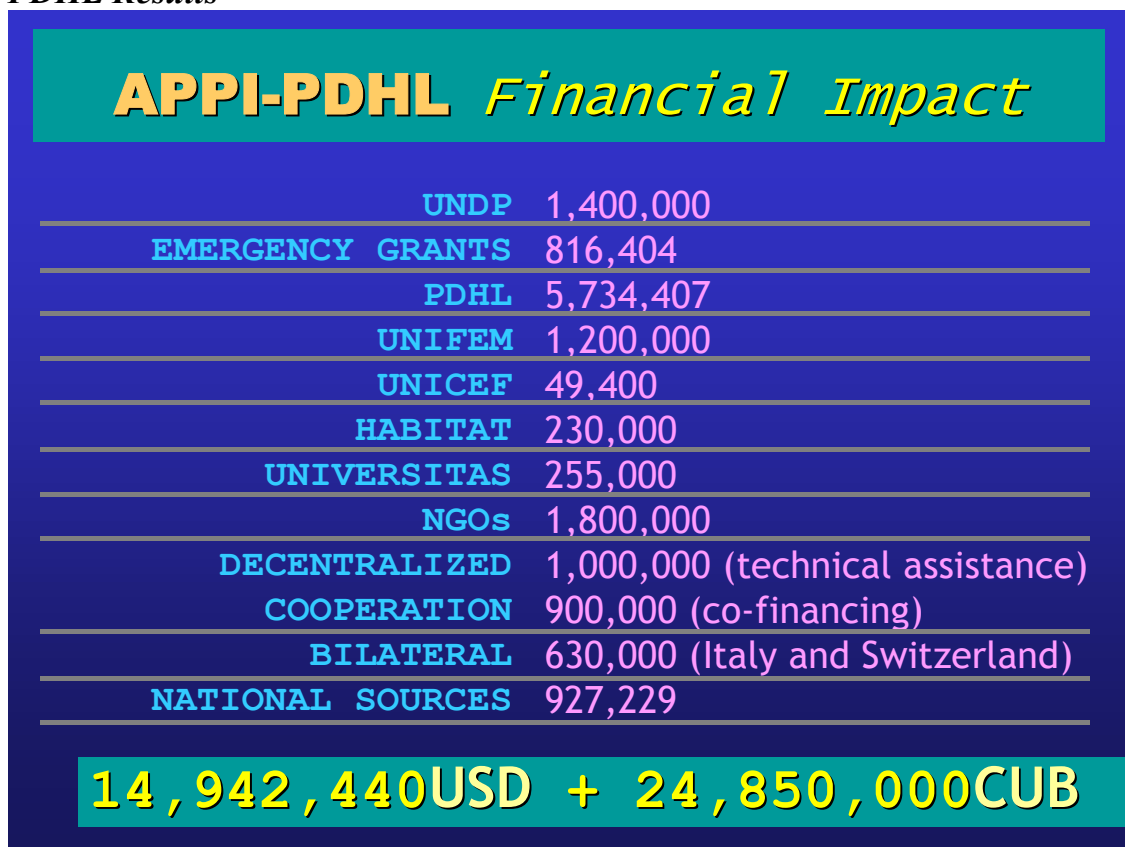 PDHL Results
APPI-PDHL Financial Impact
UNDP 1,400,000
EMERGENCY GRANTS 816,404
PDHL 5,734,407
UNIFEM 1,200,000
UNICEF 49,400
HABITAT 230,000
UNIVERSITAS 255,000
NGOs 1,800,000
DECENTRALIZED 1,000,000 (technical assistance)
COOPERATION 900,000 (co-financing)
BILATERAL 630,000 (Italy and Switzerland)
NATIONAL SOURCES 927,229
14,942,440USD + 24,850,000CUB